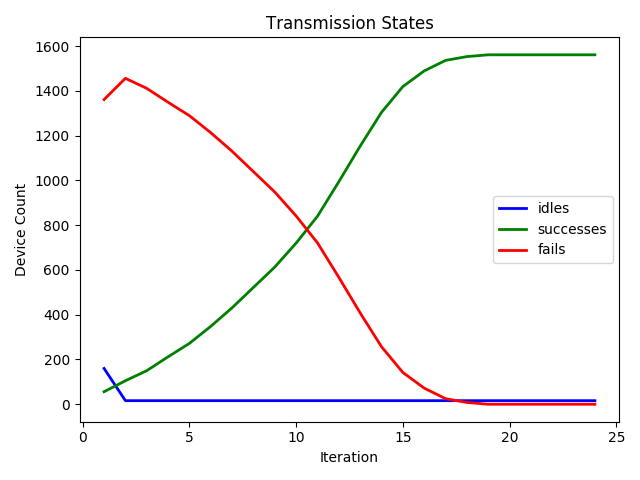 Transmission States
1600
1400
1200
1000
800
600
400
200
0
Device Count
idles
successes
fails
0 5 10 15 20 25
Iteration